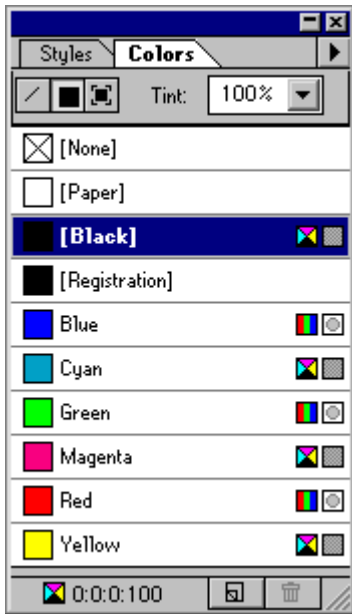 Styles Colors
Tint: 100%
[None]
[Paper]
[Black]
[Registration]
Blue
Cyan
Green
Magenta
Red
Yellow
0:0:0:100